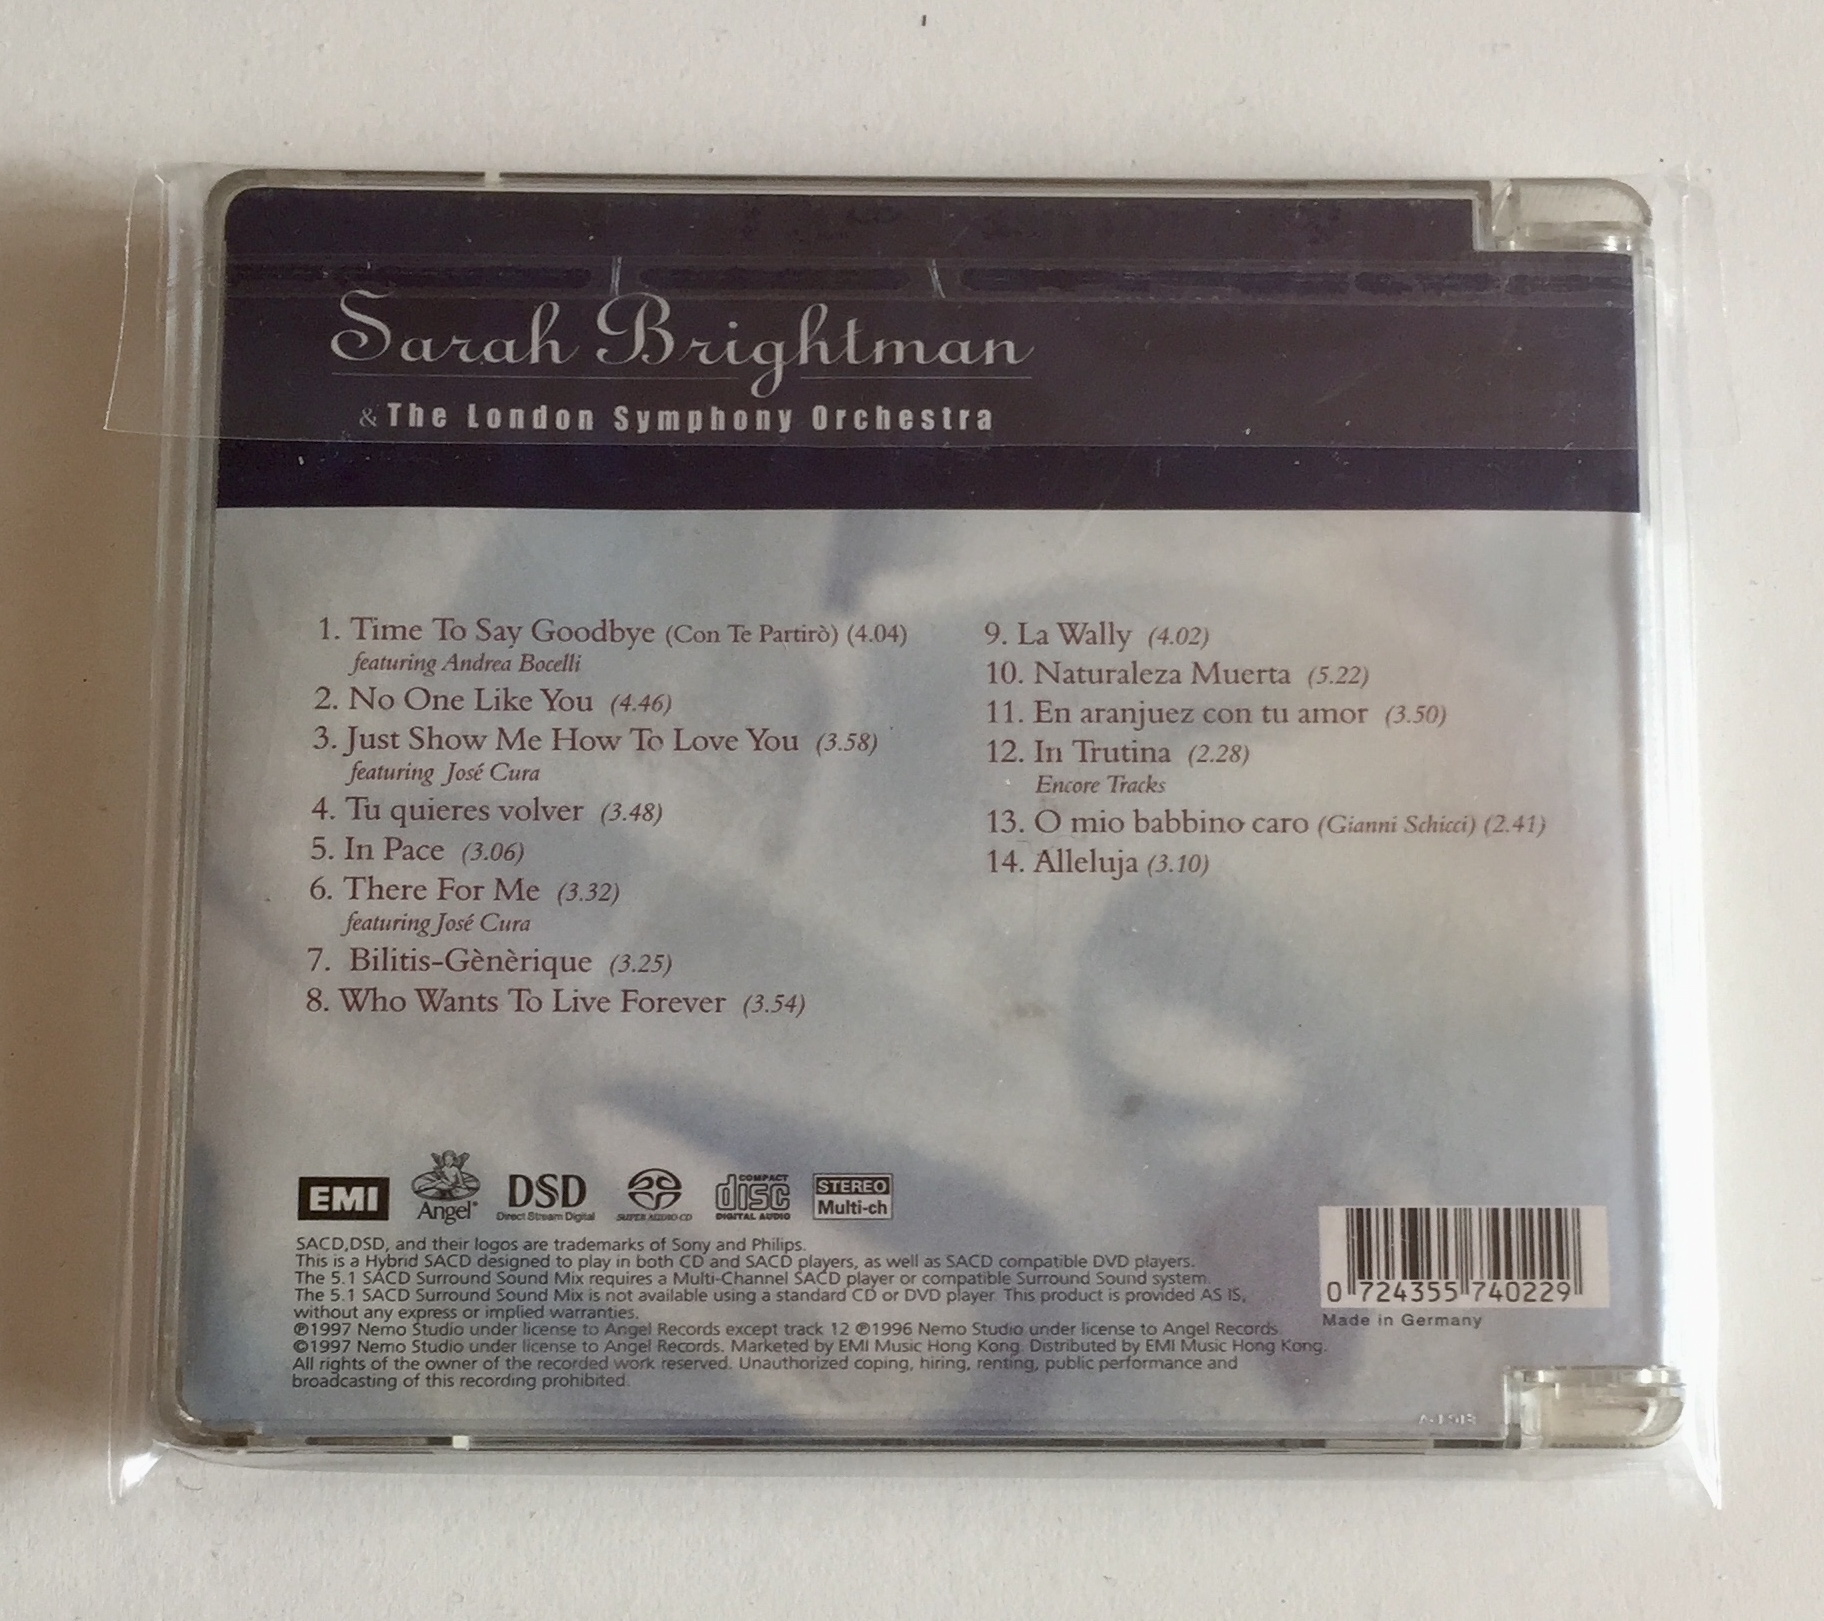 Sarah Brightman
& The London Symphony Orchestra
1. Time To Say Goodbye (Con Te Partirò) (4.04)
featuring Andrea Bocelli
2. No One Like You (4.46)
3. Just Show Me How To Love You (3.58)
featuring José Cura
4. Tu quieres volver (3.48)
5. In Pace (3.06)
6. There For Me (3.32)
featuring José Cura
7. Bilitis-Gènèrique (3.25)
8. Who Wants To Live Forever (3.54)
9. La Wally (4.02)
10. Naturaleza Muerta (5.22)
11. En aranjuez con tu amor (3.50)
12. In Trutina (2.28)
Encore Tracks
13. O mio babbino caro (Gianni Schicci) (2.41)
14. Alleluja (3.10)
EMI
Angel®
DSD
Direct Stream Digital
SUPER AUDIO CD
COMPACT
disc
DIGITAL AUDIO
STEREO
Multi-ch
SACD,DSD, and their logos are trademarks of Sony and Philips.
This is a Hybrid SACD designed to play in both CD and SACD players, as well as SACD compatible DVD players.
The 5.1 SACD Surround Sound Mix requires a Multi-Channel SACD player or compatible Surround Sound system.
The 5.1 SACD Surround Sound Mix is not available using a standard CD or DVD player. This product is provided AS IS,
without any express or implied warranties.
℗1997 Nemo Studio under license to Angel Records except track 12 ℗1996 Nemo Studio under license to Angel Records
©1997 Nemo Studio under license to Angel Records. Marketed by EMI Music Hong Kong. Distributed by EMI Music Hong Kong.
All rights of the owner of the recorded work reserved. Unauthorized coping, hiring, renting, public performance and
broadcasting of this recording prohibited.
0 724355 740229
Made in Germany